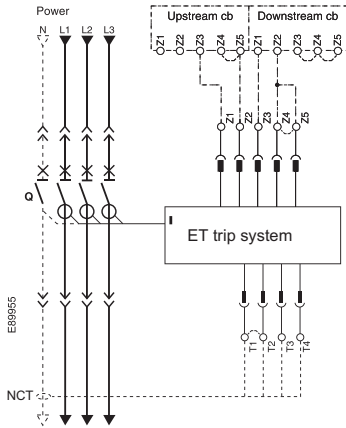 Power
Upstream cb
Downstream cb
N L1 L2 L3
Z1 Z2 Z3 Z4 Z5 Z1 Z2 Z3 Z4 Z5
Z1 Z2 Z3 Z4 Z5
Q
ET trip system
E89955
T1 T2 T3 T4
NCT